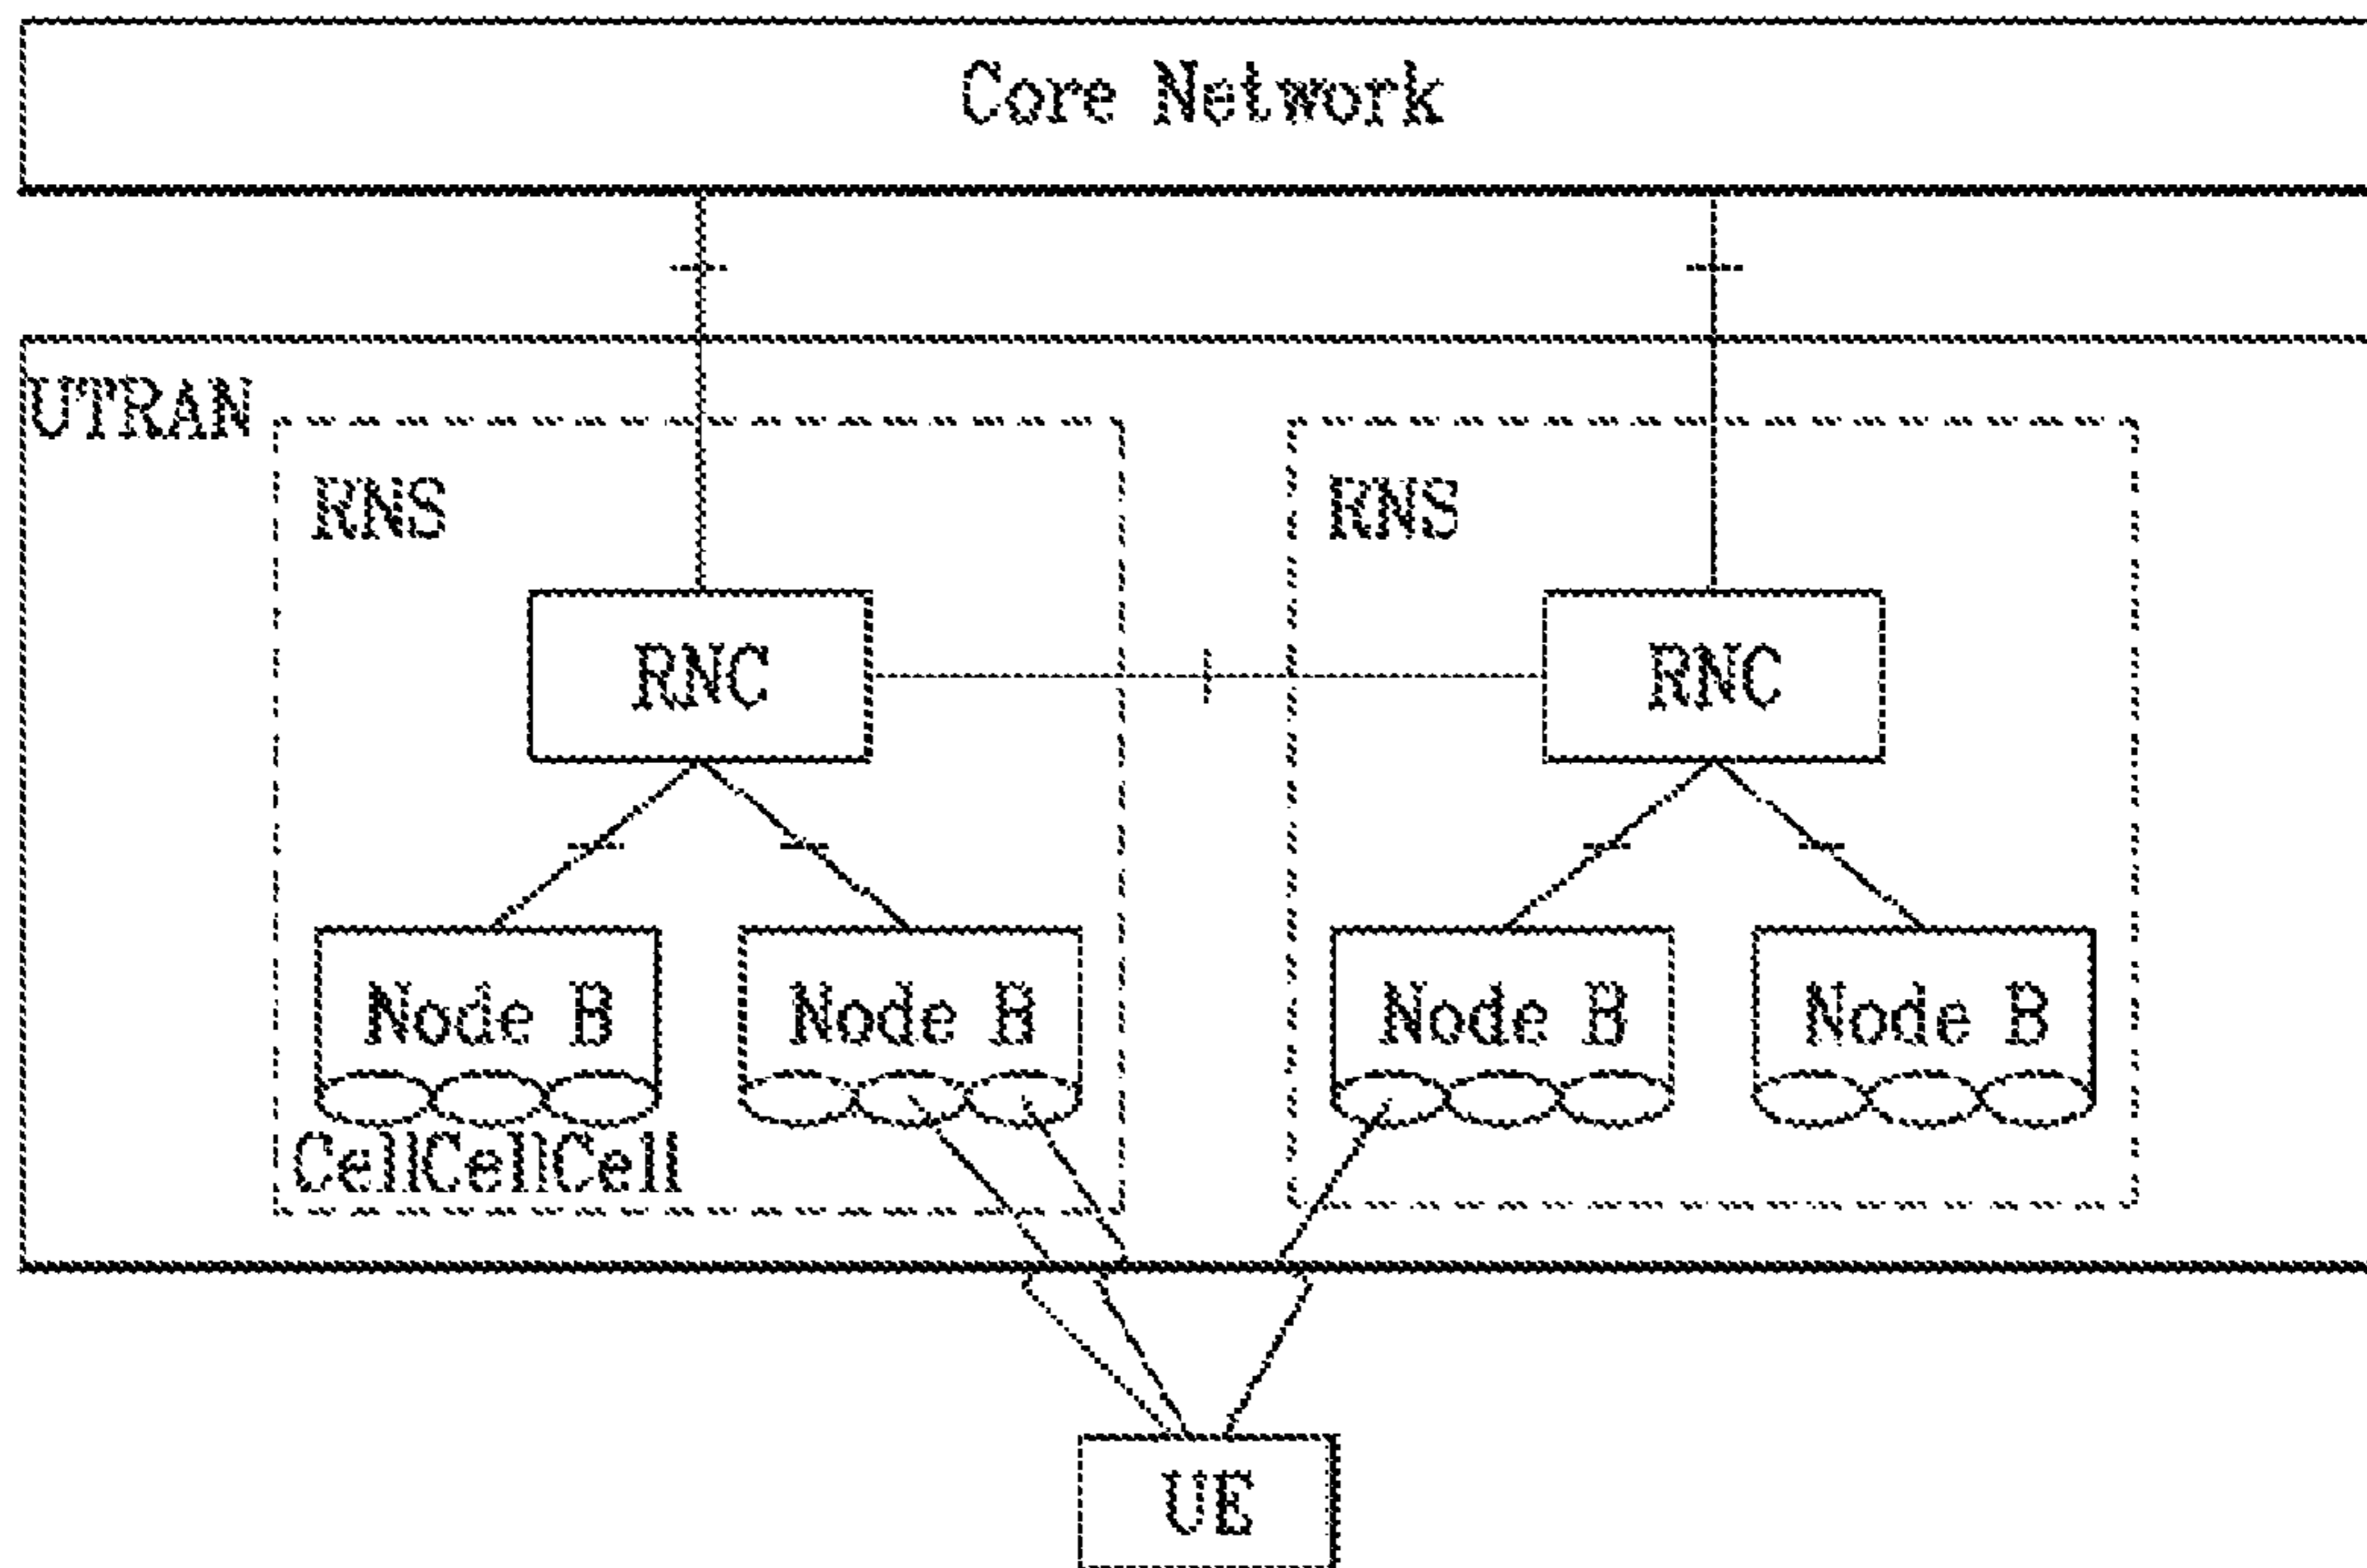 Core Network
UTRAN
RNS RNS
RNC RNC
Node B Node B Node B Node B
CellCellCell
UE